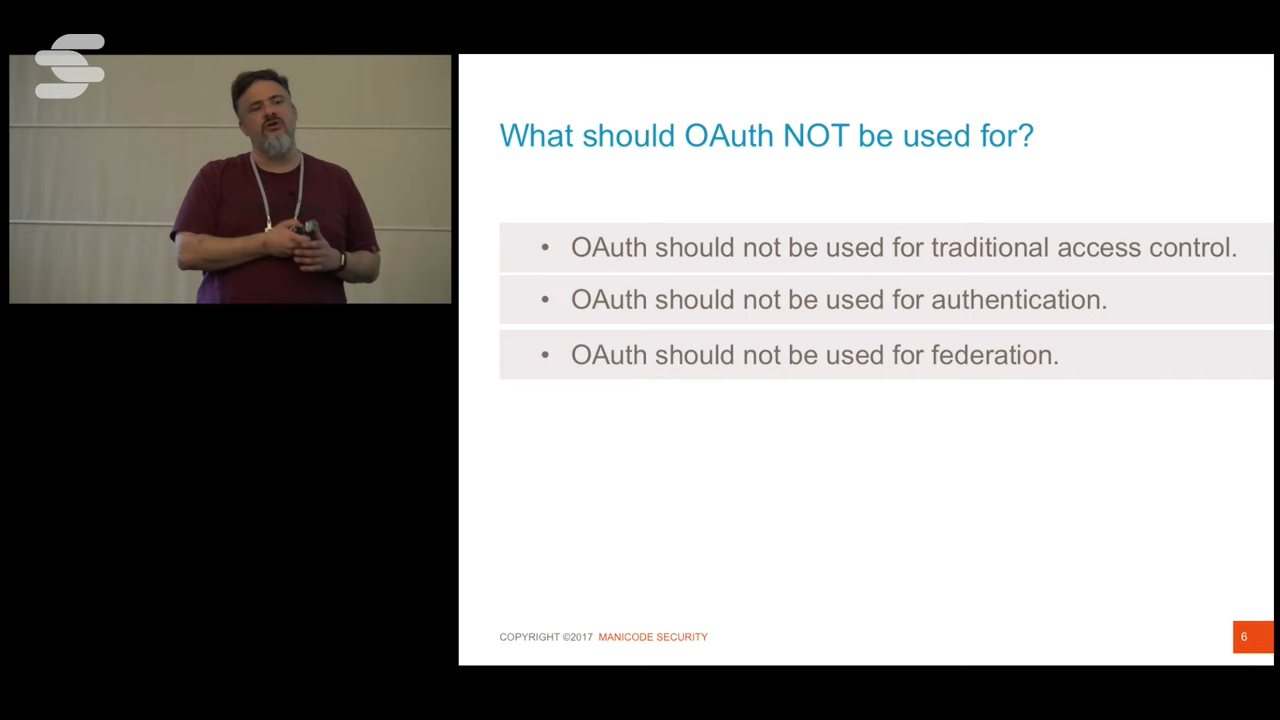 What should OAuth NOT be used for?
• OAuth should not be used for traditional access control.
• OAuth should not be used for authentication.
• OAuth should not be used for federation.
COPYRIGHT ©2017 MANICODE SECURITY
6